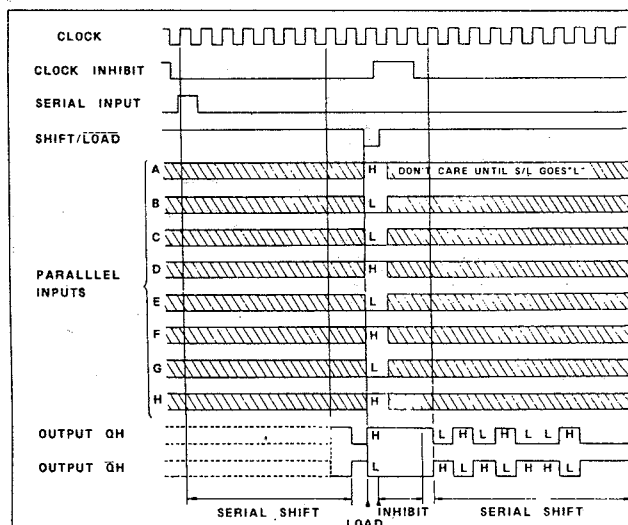 CLOCK
CLOCK INHIBIT
SERIAL INPUT
SHIFT/LOAD
A H DON'T CARE UNTIL S/L GOES"L"
B L
C L
D H
PARALLLEL
INPUTS
E L
F H
G L
H H
OUTPUT QH H L H L H L L H
OUTPUT QH L H L H L H H L
SERIAL SHIFT INHIBIT SERIAL SHIFT
LOAD